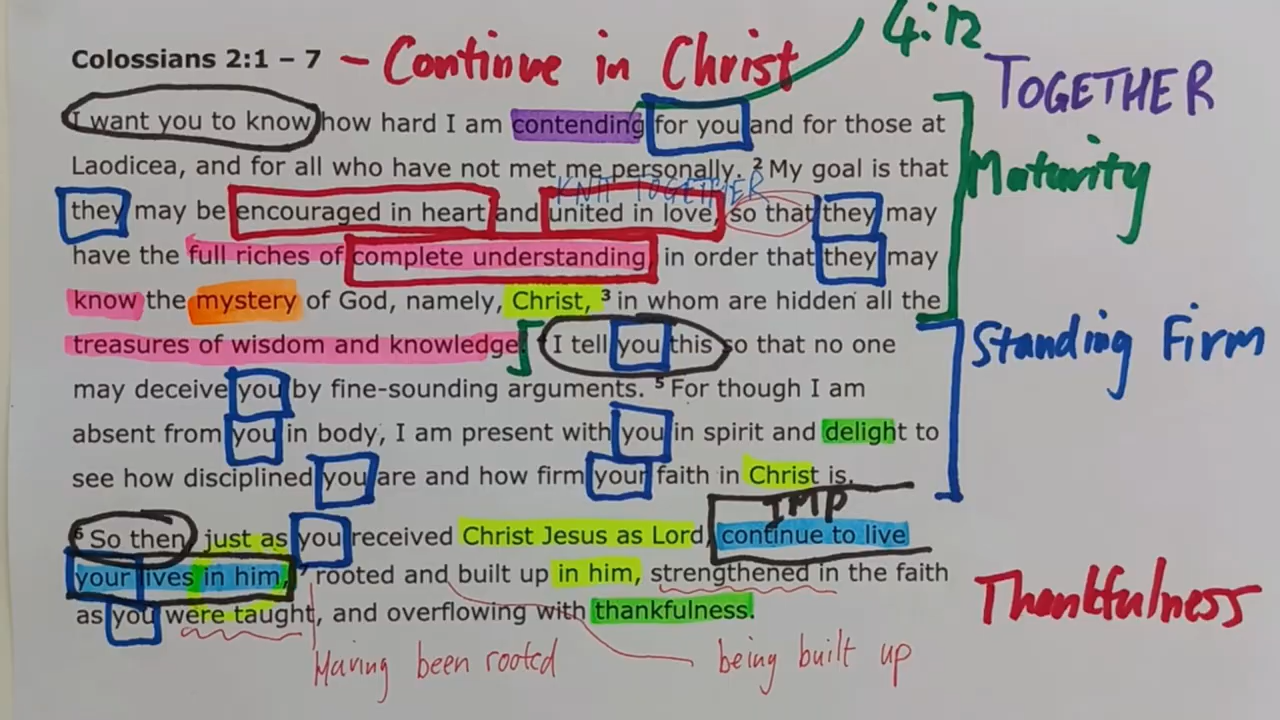 4:12
Colossians 2:1 – 7 – Continue in Christ
TOGETHER
I want you to know how hard I am contending for you and for those at
Laodicea, and for all who have not met me personally. 2 My goal is that
Maturity
KNIT TOGETHER
they may be encouraged in heart and united in love, so that they may
have the full riches of complete understanding, in order that they may
know the mystery of God, namely, Christ, 3 in whom are hidden all the
treasures of wisdom and knowledge. I tell you this so that no one
Standing Firm
may deceive you by fine-sounding arguments. 5 For though I am
absent from you in body, I am present with you in spirit and delight to
see how disciplined you are and how firm your faith in Christ is.
IMP
6 So then, just as you received Christ Jesus as Lord, continue to live
your lives in him, 7 rooted and built up in him, strengthened in the faith
Thankfulness
as you were taught, and overflowing with thankfulness.
Having been rooted
being built up